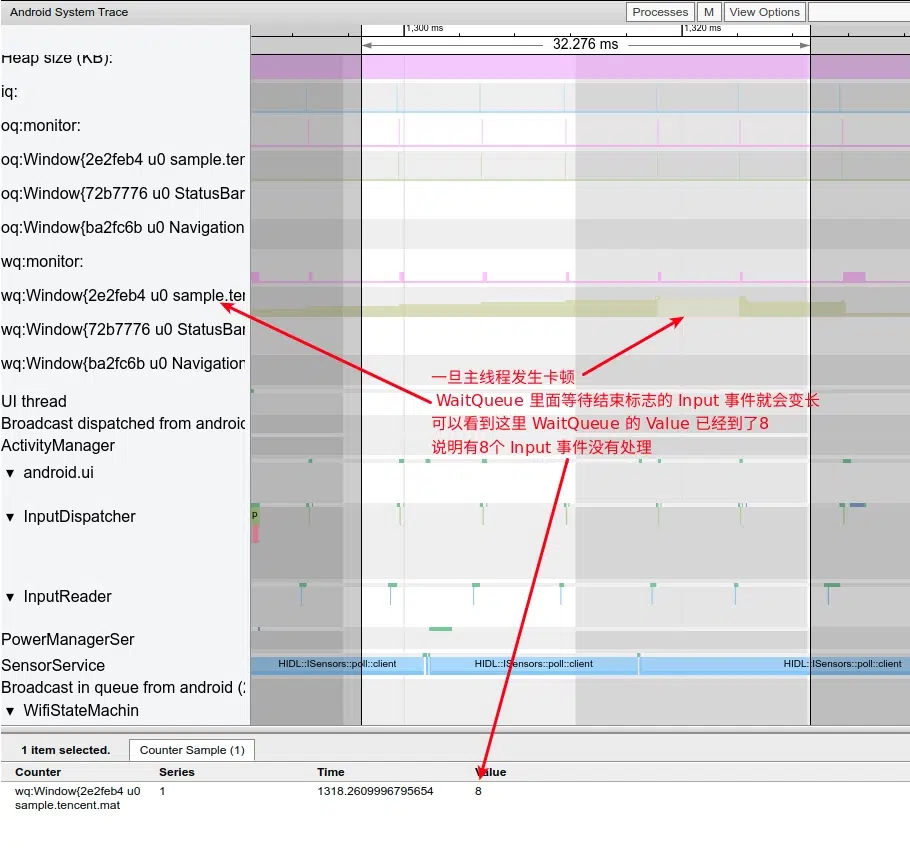 Android System Trace
Processes M View Options
1,300 ms 1,320 ms
32.276 ms
Heap size (KB):
iq:
oq:monitor:
oq:Window{2e2feb4 u0 sample.ter
oq:Window{72b7776 u0 StatusBar
oq:Window{ba2fc6b u0 Navigation
wq:monitor:
wq:Window{2e2feb4 u0 sample.ter
wq:Window{72b7776 u0 StatusBar
wq:Window{ba2fc6b u0 Navigation
一旦主线程发生卡顿
WaitQueue 里面等待结束标志的 Input 事件就会变长
可以看到这里 WaitQueue 的 Value 已经到了8
说明有8个 Input 事件没有处理
UI thread
Broadcast dispatched from androic
ActivityManager
▼ android.ui
▼ InputDispatcher
p
▼ InputReader
PowerManagerSer
SensorService
HIDL::ISensors::poll::client HIDL::ISensors::poll::client HIDL::ISensors::poll::client
Broadcast in queue from android (2
▼ WifiStateMachin
1 item selected. Counter Sample (1)
Counter Series Time Value
wq:Window{2e2feb4 u0 1 1318.2609996795654 8
sample.tencent.mat